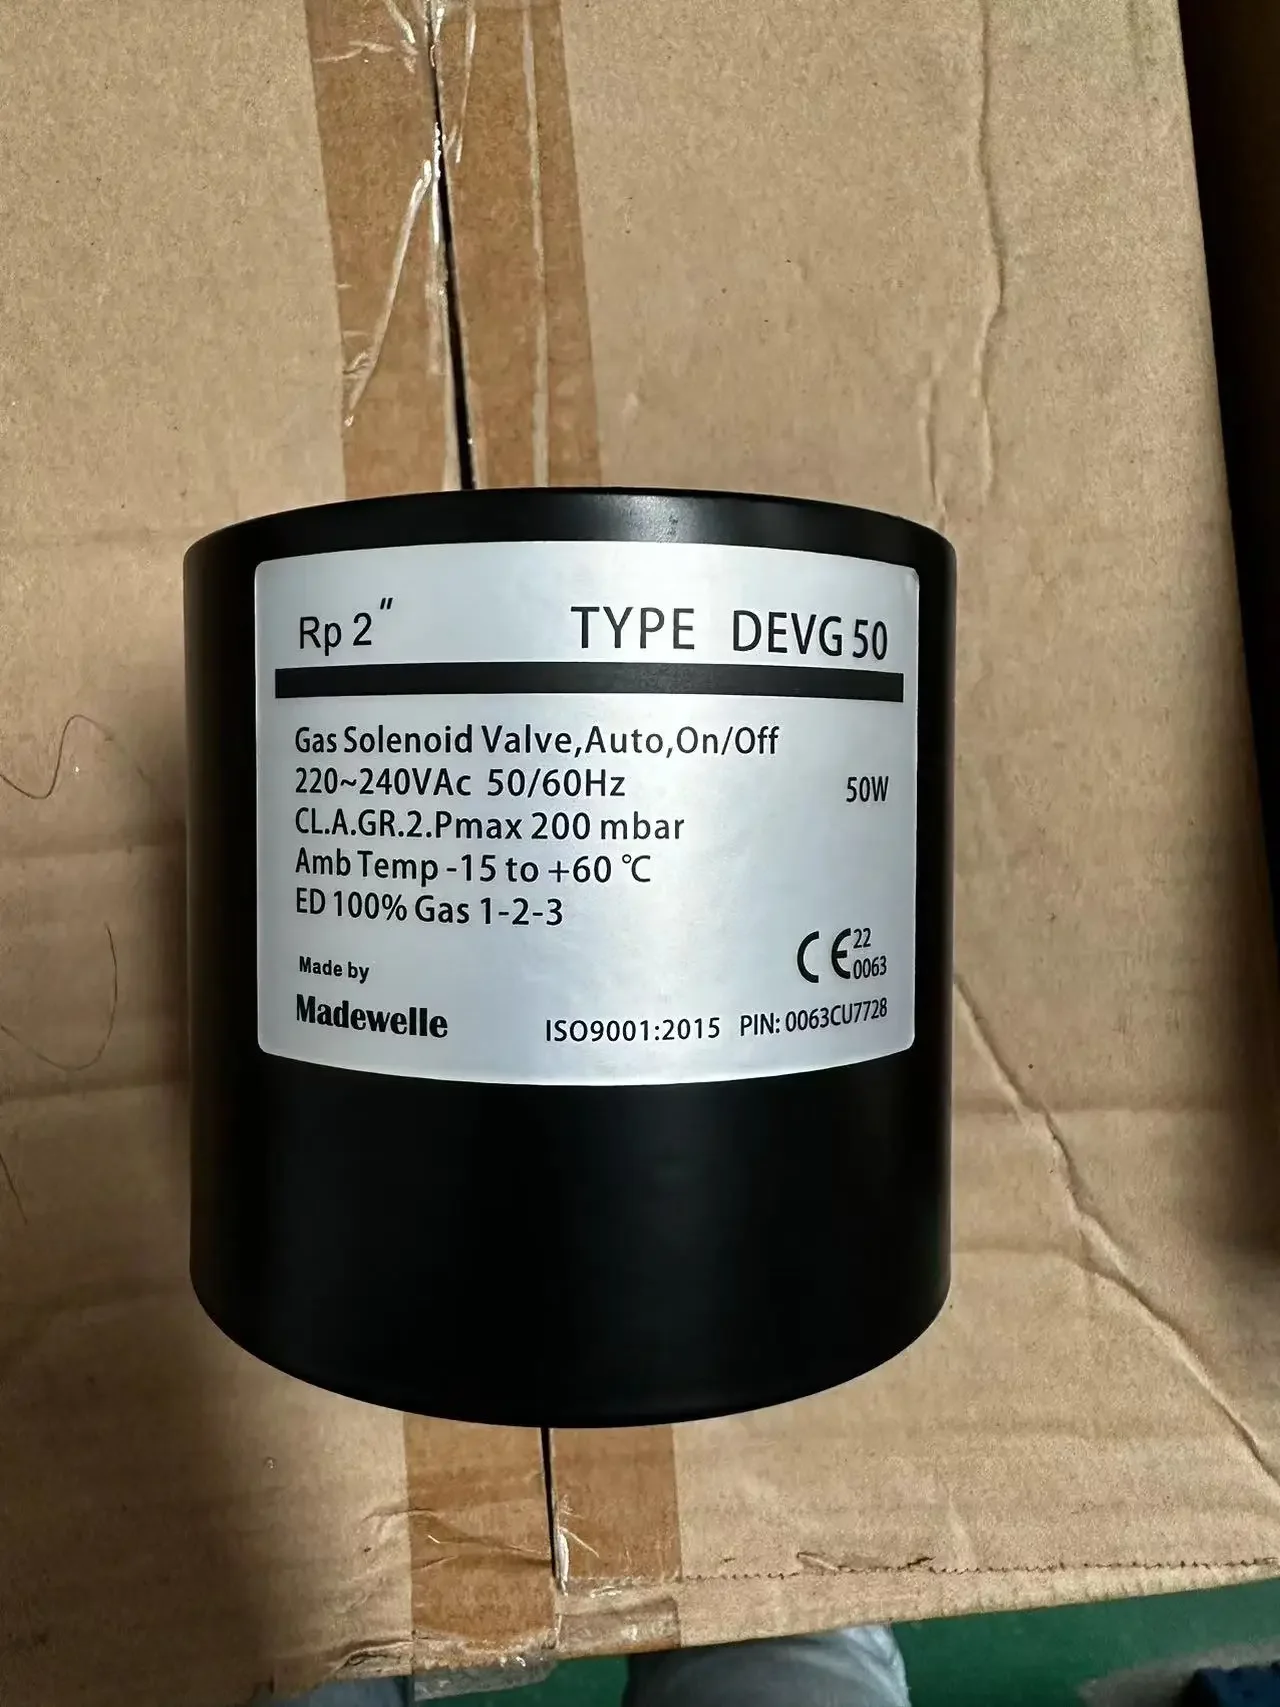 Rp 2" TYPE DEVG 50
Gas Solenoid Valve,Auto,On/Off
220~240VAc 50/60Hz 50W
CL.A.GR.2.Pmax 200 mbar
Amb Temp -15 to +60 ℃
ED 100% Gas 1-2-3
CE 22 0063
Made by
Madewelle ISO9001:2015 PIN: 0063CU7728